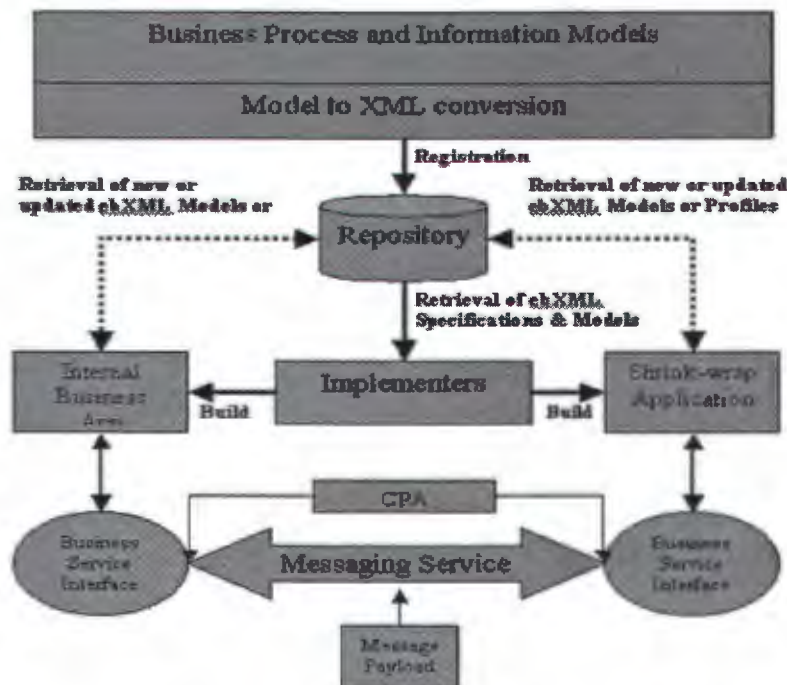 Business Process and Information Models
Model to XML conversion
Registration
Retrieval of new or
updated ebXML Models or
Retrieval of new or updated
ebXML Models or Profiles
Repository
Retrieval of ebXML
Specifications & Models
Internal
Business
Implementers
Shrink-wrap
Application
Build
Build
CPA
Business
Service
Interface
Messaging Service
Business
Service
Interface
Message
Payload